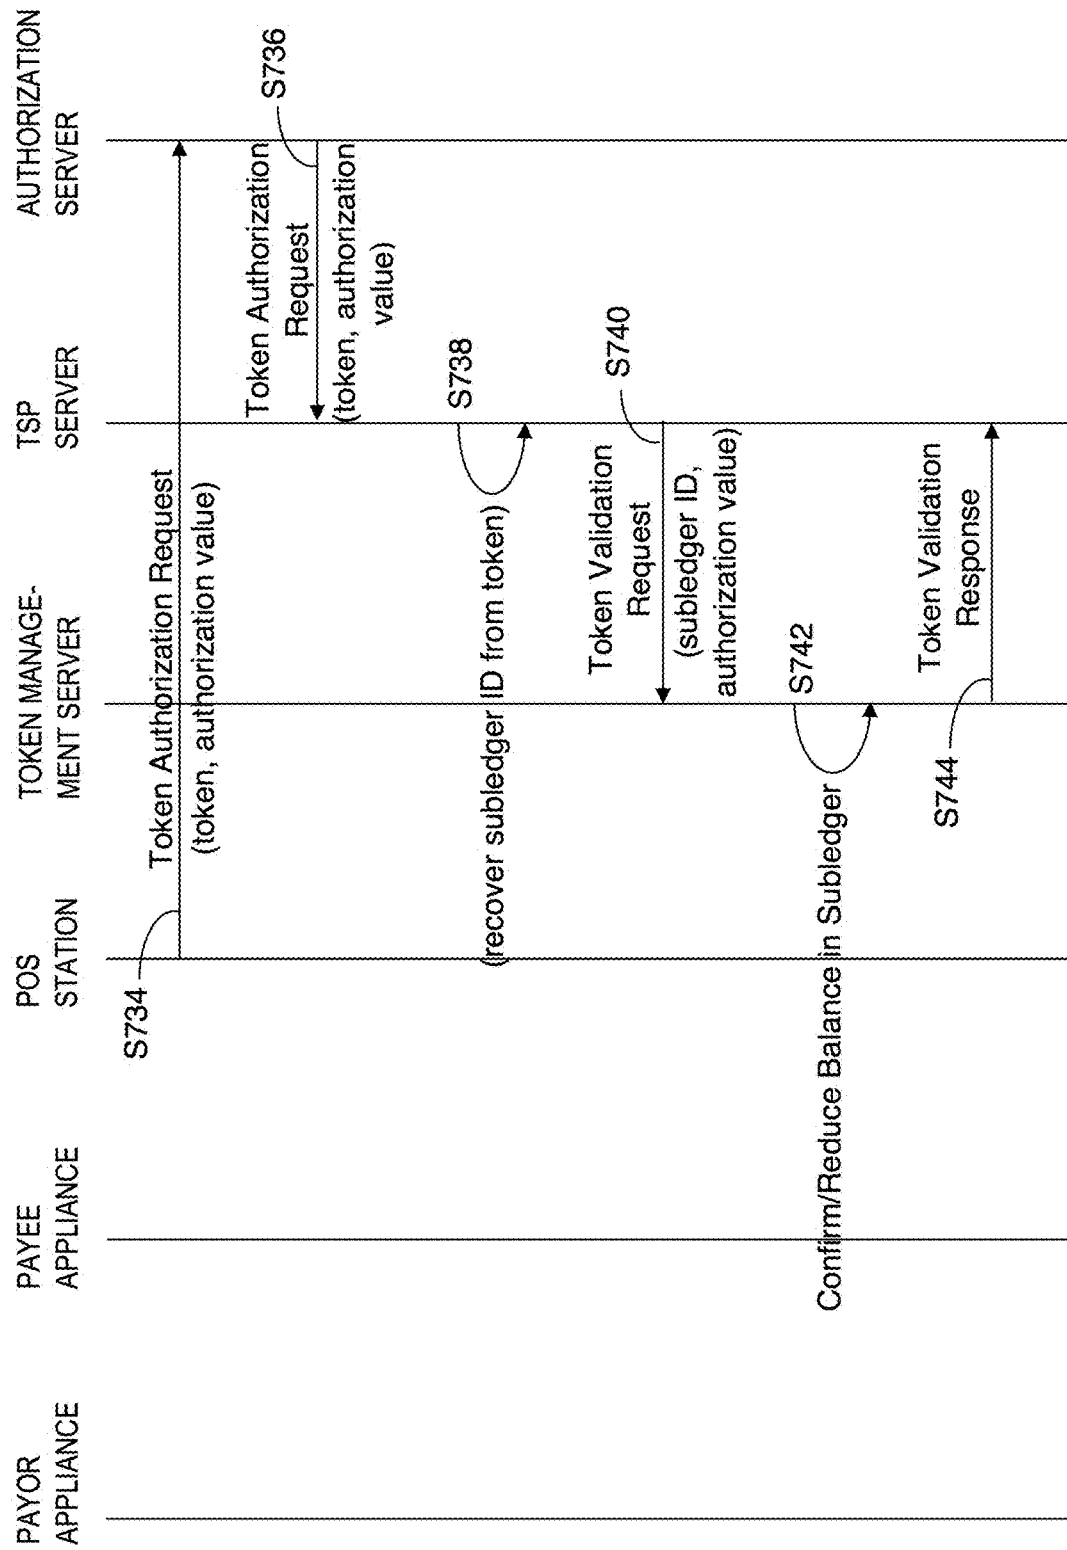 PAYOR
APPLIANCE
PAYEE
APPLIANCE
POS
STATION
TOKEN MANAGE-
MENT SERVER
TSP
SERVER
AUTHORIZATION
SERVER
S734
Token Authorization Request
(token, authorization value)
S736
Token Authorization
Request
(token, authorization
value)
S738
(recover subledger ID from token)
S740
Token Validation
Request
(subledger ID,
authorization value)
S742
Confirm/Reduce Balance in Subledger
S744
Token Validation
Response